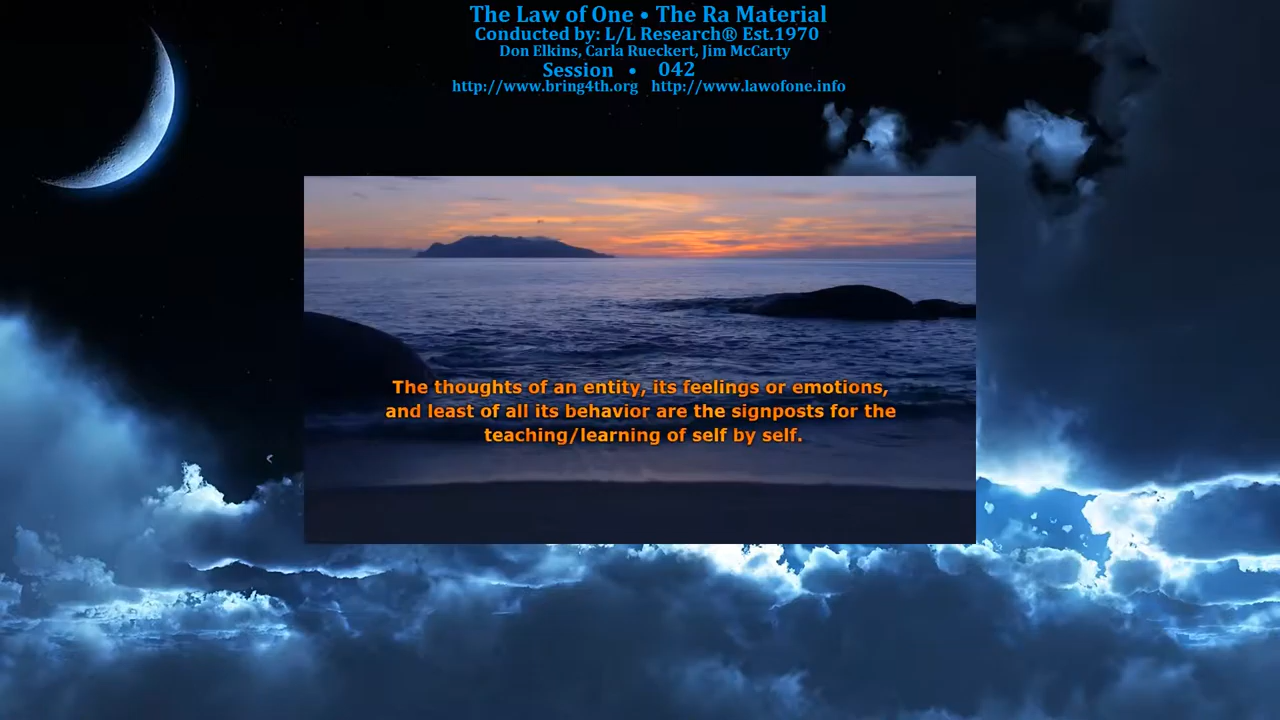 The Law of One • The Ra Material
Conducted by: L/L Research® Est.1970
Don Elkins, Carla Rueckert, Jim McCarty
Session • 042
http://www.bring4th.org http://www.lawofone.info
The thoughts of an entity, its feelings or emotions,
and least of all its behavior are the signposts for the
teaching/learning of self by self.